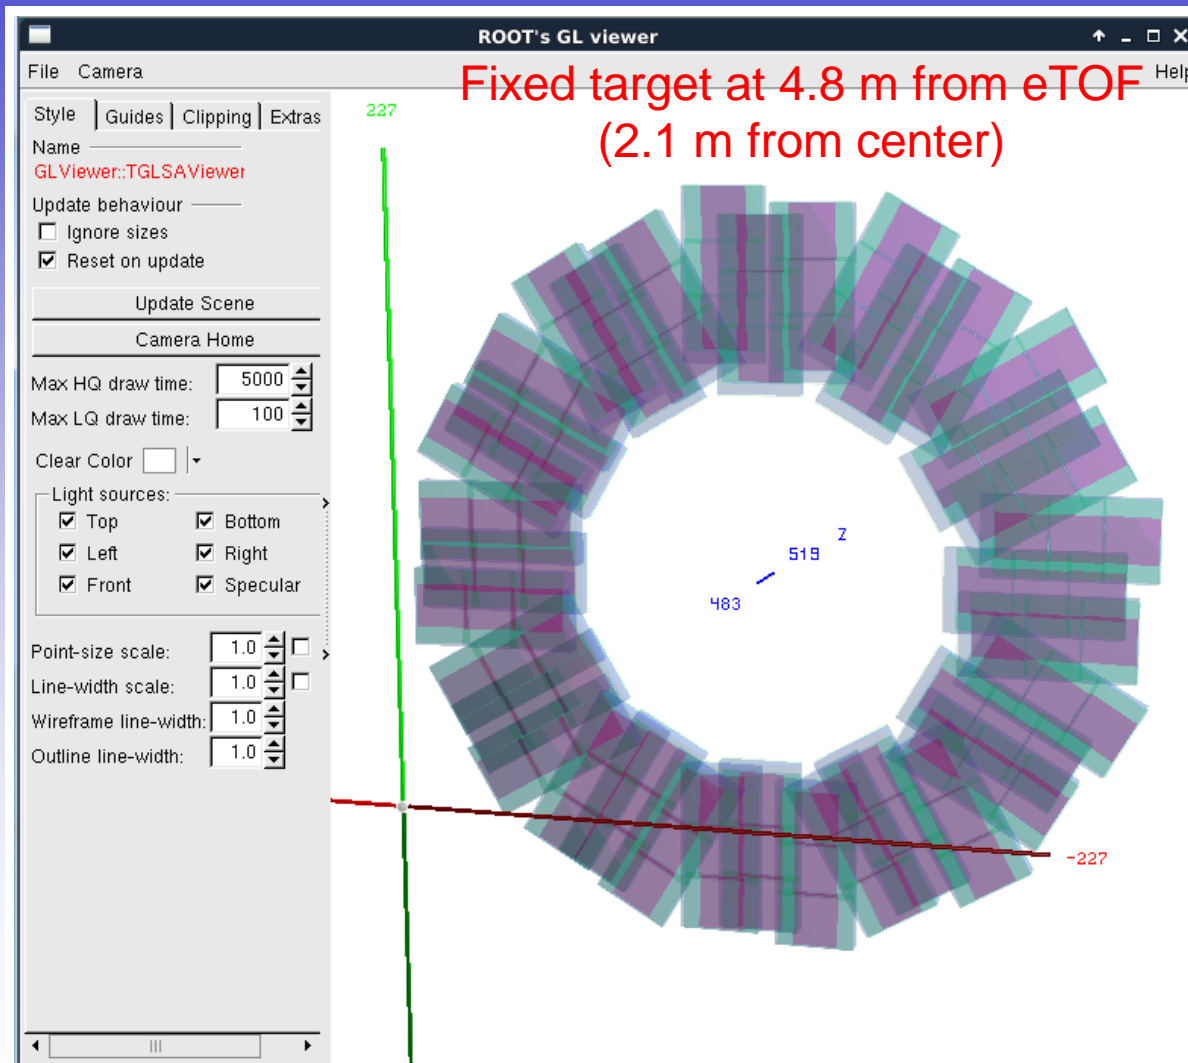 ROOT's GL viewer
File Camera
Help
Fixed target at 4.8 m from eTOF
(2.1 m from center)
Style Guides Clipping Extras
Name
GLViewer::TGLSAViewer
Update behaviour
Ignore sizes
Reset on update
Update Scene
Camera Home
Max HQ draw time: 5000
Max LQ draw time: 100
Clear Color
Light sources:
Top Bottom
Left Right
Front Specular
Point-size scale: 1.0
Line-width scale: 1.0
Wireframe line-width: 1.0
Outline line-width: 1.0
227
Z
519
483
-227